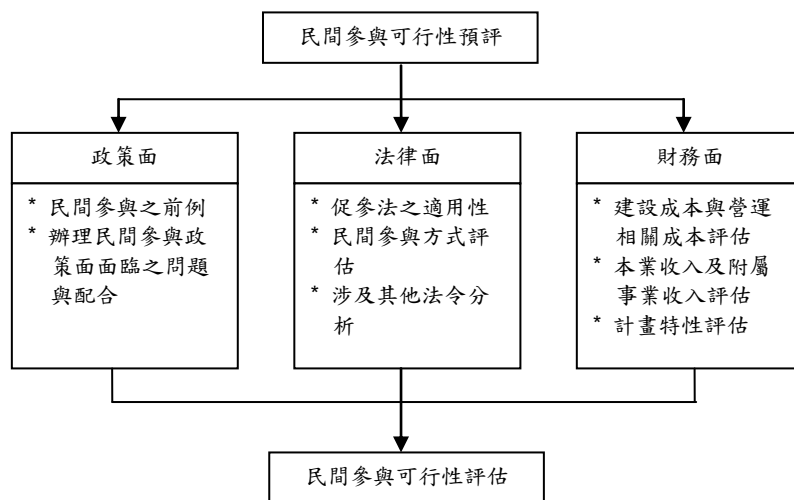 民間參與可行性預評
政策面
* 民間參與之前例
* 辦理民間參與政
策面面臨之問題
與配合
法律面
* 促參法之適用性
* 民間參與方式評
估
* 涉及其他法令分
析
財務面
* 建設成本與營運
相關成本評估
* 本業收入及附屬
事業收入評估
* 計畫特性評估
民間參與可行性評估